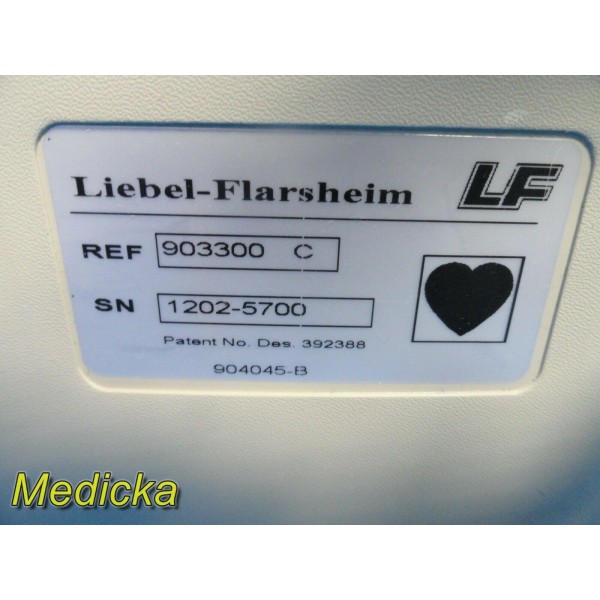 Liebel-Flarsheim LF
REF 903300 C
SN 1202-5700
Patent No. Des. 392388
904045-B
Medicka